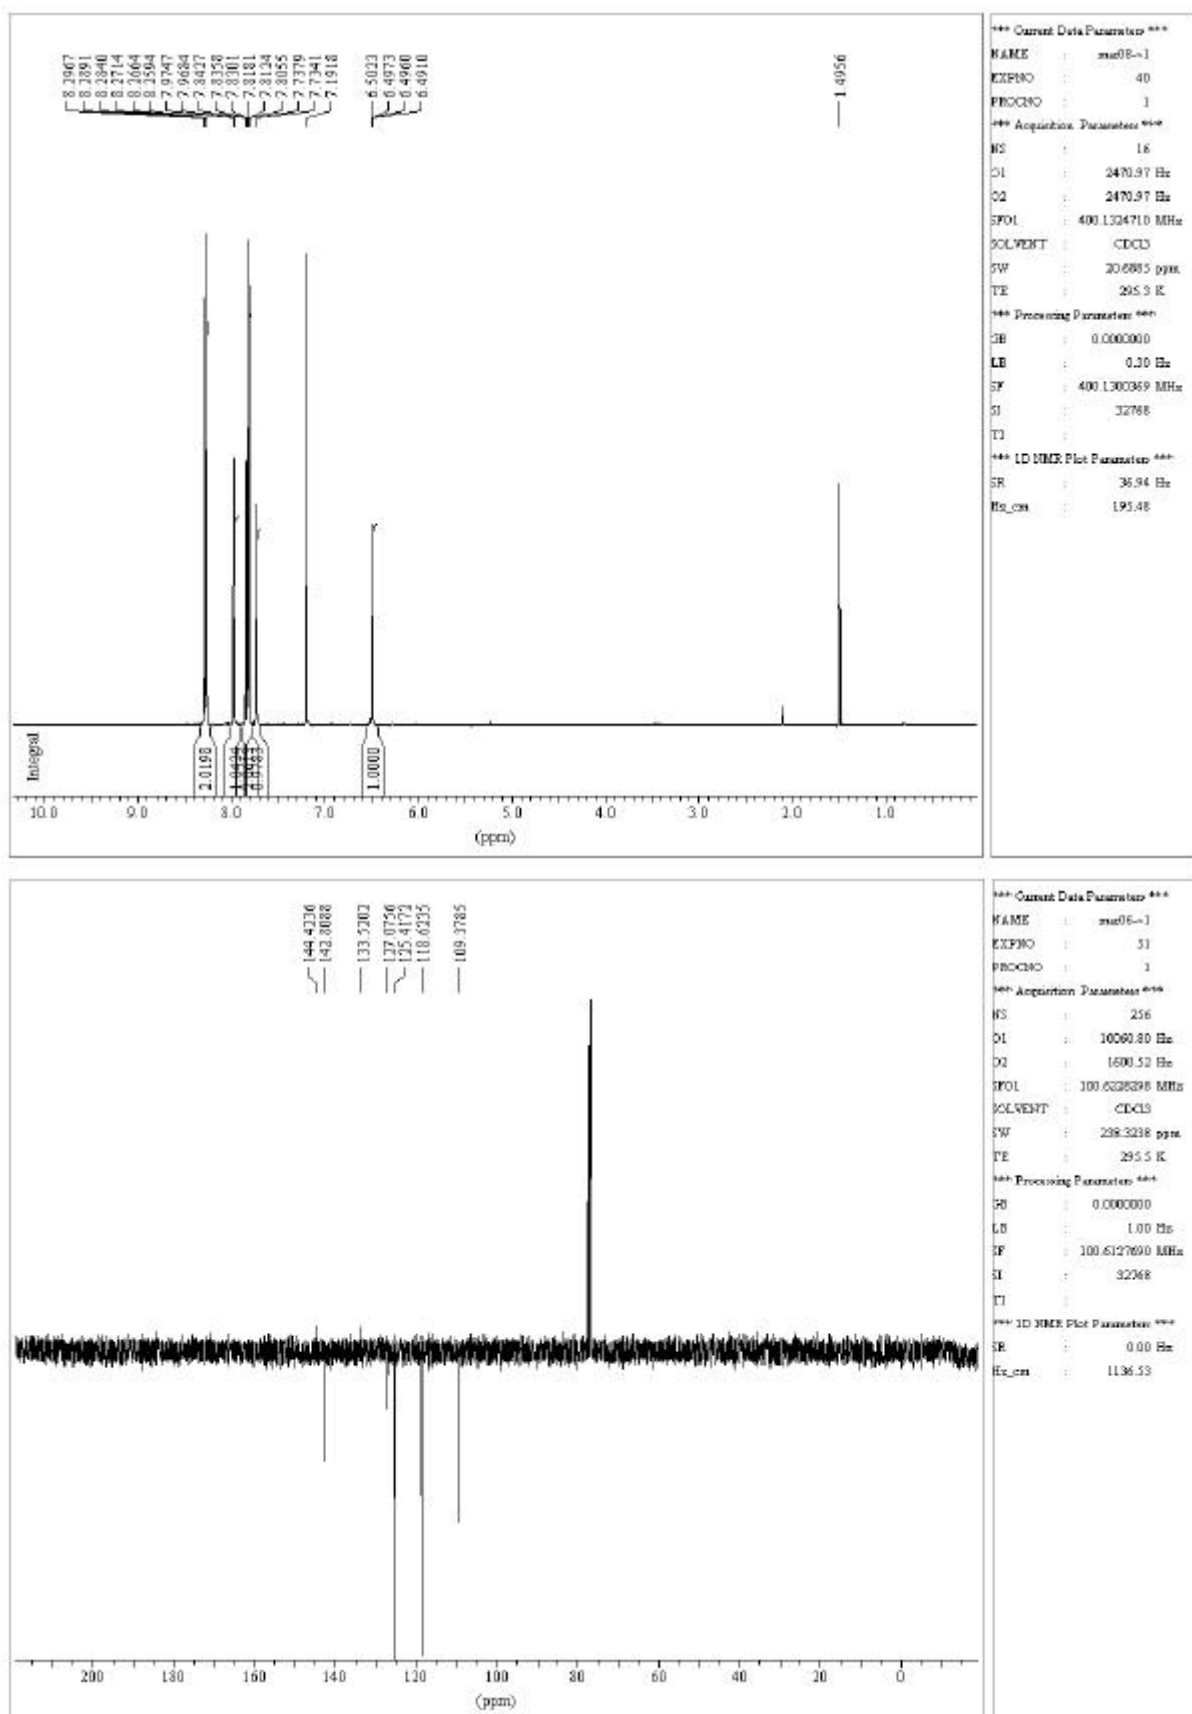 8.2967
8.2891
8.2840
8.2714
8.2664
8.2594
7.9747
7.9684
7.8427
7.8358
7.8301
7.8181
7.8124
7.8055
7.7379
7.7341
7.1918
6.5023
6.4973
6.4960
6.4910
1.4956
Integral
2.0198
1.0000
10.0 9.0 8.0 7.0 6.0 5.0 4.0 3.0 2.0 1.0
(ppm)
*** Current Data Parameters ***
NAME :
EXPNO : 40
PROCNO : 1
*** Acquisition Parameters ***
NS : 16
O1 : 2470.97 Hz
O2 : 2470.97 Hz
SFO1 : 400.1324710 MHz
SOLVENT : CDCl3
SW : 20.6885 ppm
TE : 295.3 K
*** Processing Parameters ***
GB : 0.0000000
LB : 0.30 Hz
SF : 400.1300369 MHz
SI : 32768
*** 1D NMR Plot Parameters ***
SR : 36.94 Hz
Hz_cm : 195.48
144.4236
142.8088
133.5202
127.0756
125.4172
118.6235
109.3785
200 180 160 140 120 100 80 60 40 20 0
(ppm)
*** Current Data Parameters ***
NAME :
EXPNO : 51
PROCNO : 1
*** Acquisition Parameters ***
NS : 256
O1 : 10060.80 Hz
O2 : 1600.52 Hz
SFO1 : 100.6228298 MHz
SOLVENT : CDCl3
SW : 238.3238 ppm
TE : 295.5 K
*** Processing Parameters ***
GB : 0.0000000
LB : 1.00 Hz
SF : 100.6127690 MHz
SI : 32768
*** 1D NMR Plot Parameters ***
SR : 0.00 Hz
Hz_cm : 1136.53